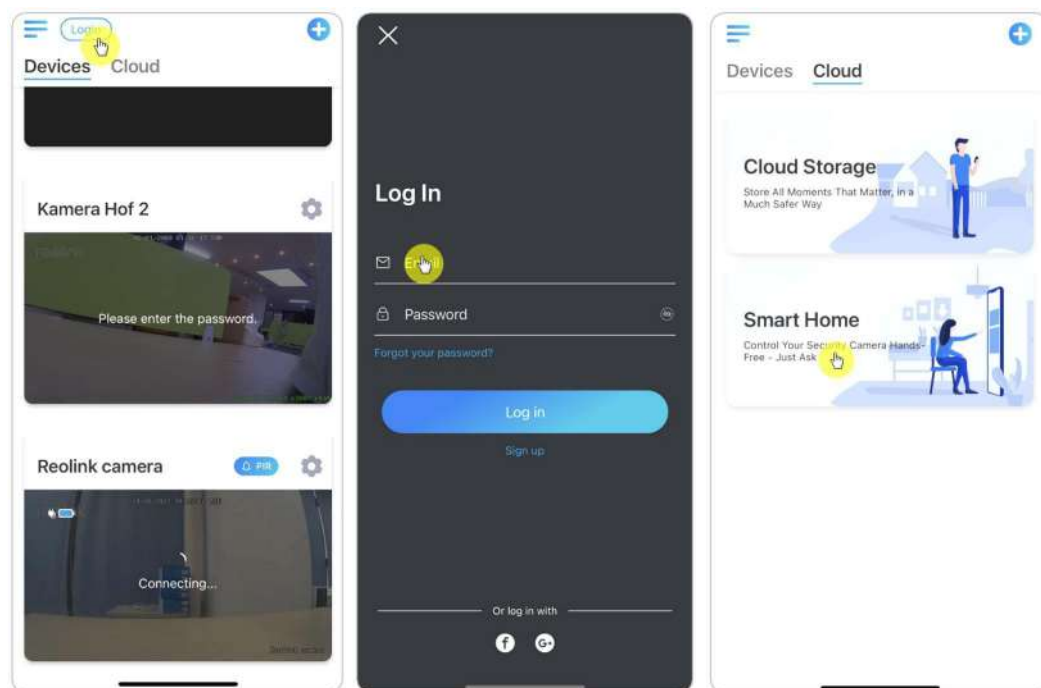 Login
Devices Cloud
Kamera Hof 2
Please enter the password.
Reolink camera
PIR
Connecting...
Log In
Email
Password
Forgot your password?
Log in
Sign up
Or log in with
f G+
Devices Cloud
Cloud Storage
Store All Moments That Matter, in a
Much Safer Way
Smart Home
Control Your Security Camera Hands-
Free - Just Ask